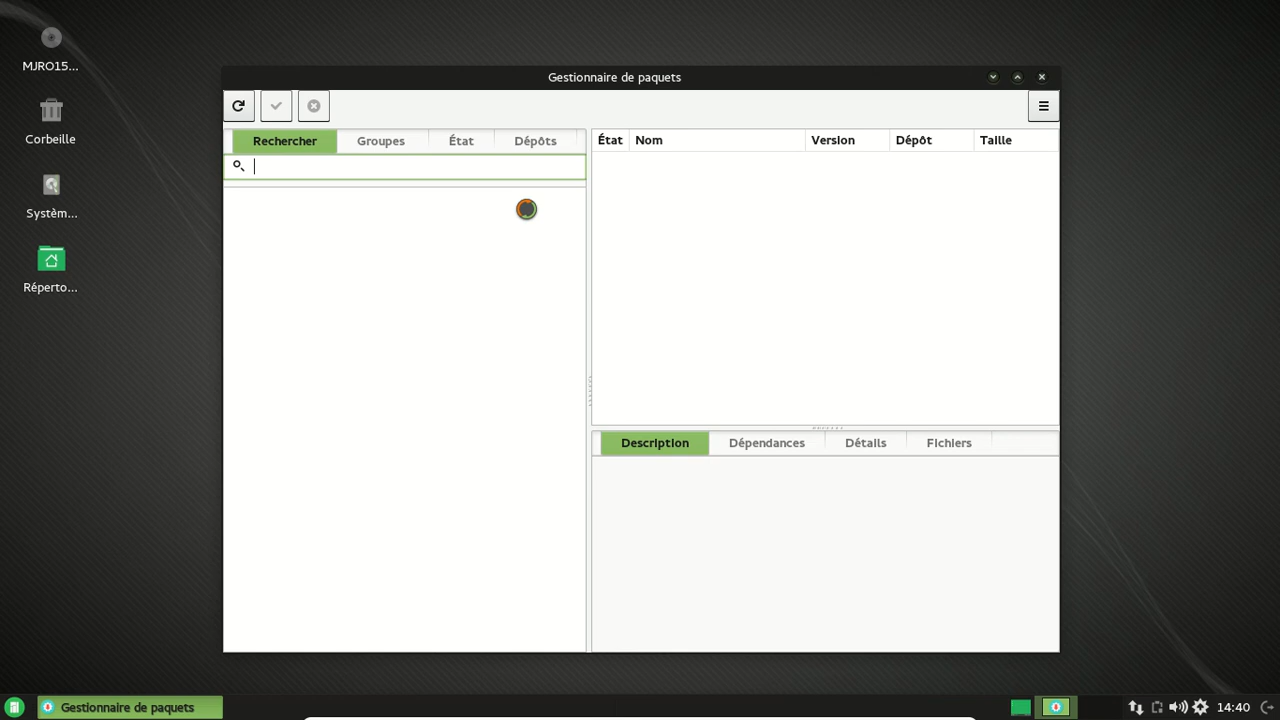 MJRO15...
Corbeille
Systèm...
Réperto...
Gestionnaire de paquets
Rechercher
Groupes
État
Dépôts
État
Nom
Version
Dépôt
Taille
Description
Dépendances
Détails
Fichiers
Gestionnaire de paquets
14:40